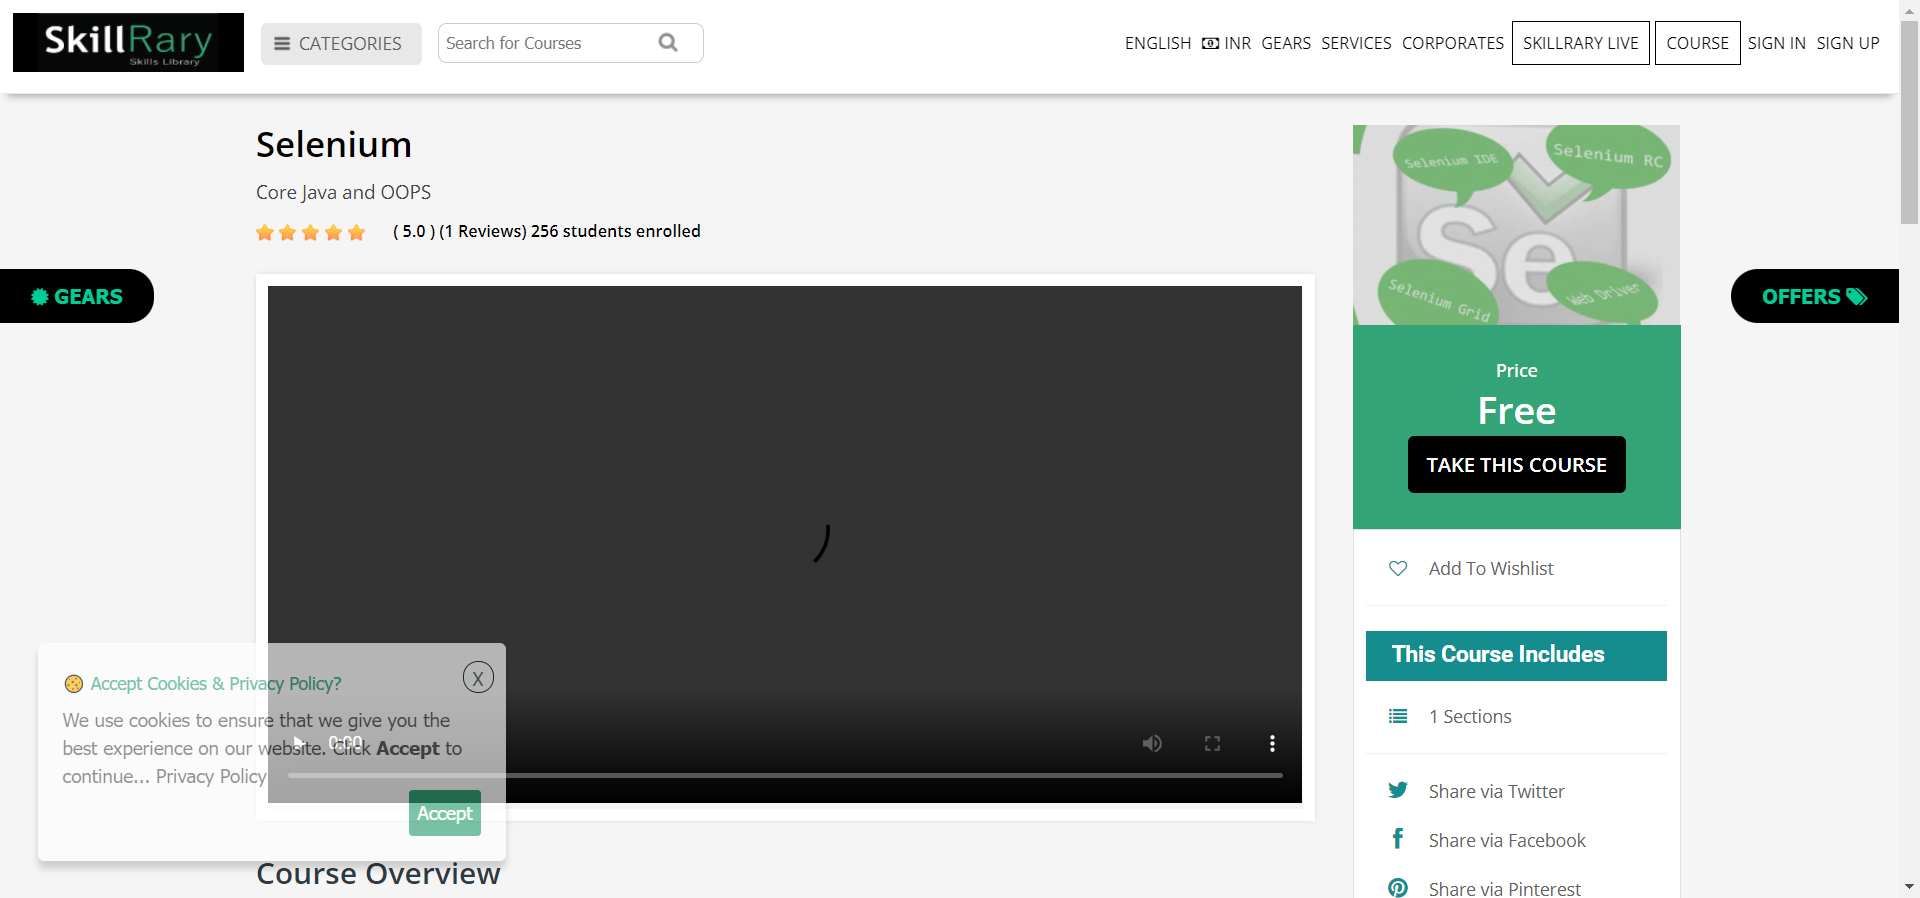 SkillRary
Skills Library
CATEGORIES
Search for Courses
ENGLISH INR GEARS SERVICES CORPORATES SKILLRARY LIVE COURSE SIGN IN SIGN UP
Selenium
Core Java and OOPS
( 5.0 ) (1 Reviews) 256 students enrolled
GEARS
OFFERS
Selenium IDE
Selenium RC
Se
Selenium Grid
Web Driver
Price
Free
TAKE THIS COURSE
Add To Wishlist
This Course Includes
1 Sections
Share via Twitter
Share via Facebook
Share via Pinterest
0:00
Accept Cookies & Privacy Policy?
X
We use cookies to ensure that we give you the
best experience on our website. Click Accept to
continue... Privacy Policy
Accept
Course Overview